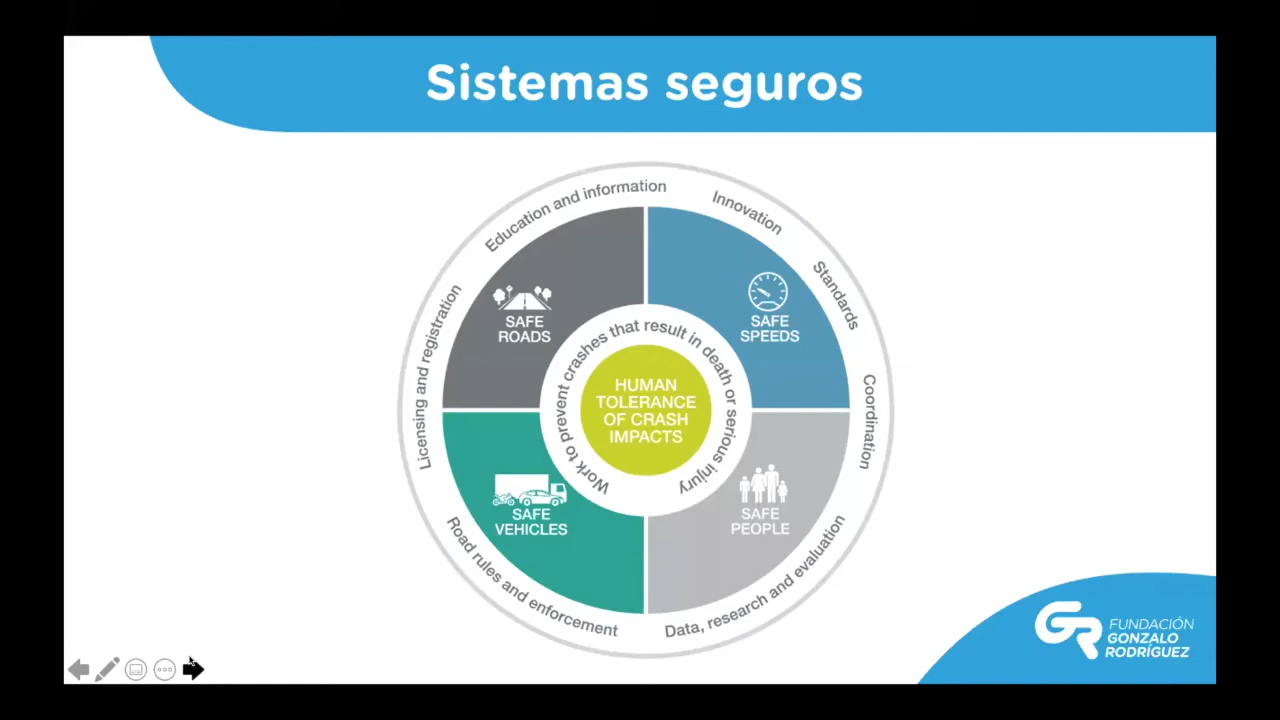 Sistemas seguros
Education and information
Innovation
Standards
Coordination
Data, research and evaluation
Road rules and enforcement
Licensing and registration
SAFE
ROADS
SAFE
SPEEDS
Work to prevent crashes that result in death or serious injury
HUMAN
TOLERANCE
OF CRASH
IMPACTS
SAFE
VEHICLES
SAFE
PEOPLE
GR
FUNDACIÓN
GONZALO
RODRÍGUEZ